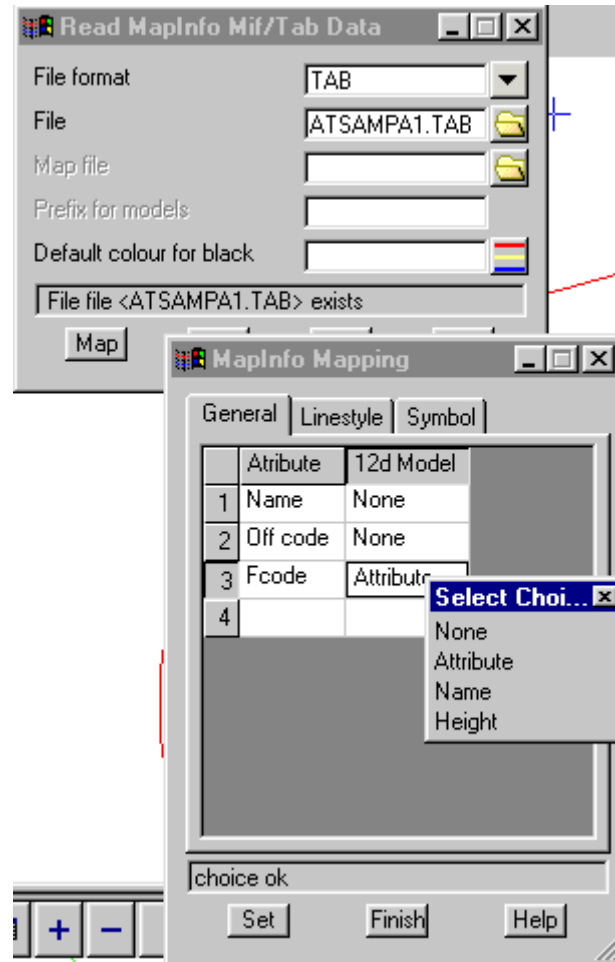 Read MapInfo Mif/Tab Data
File format TAB
File ATSAMPA1.TAB
Map file
Prefix for models
Default colour for black
File file <ATSAMPA1.TAB> exists
Map
MapInfo Mapping
General Linestyle Symbol
Atribute 12d Model
1 Name None
2 Off code None
3 Fcode Attribute
4
Select Choi...
None
Attribute
Name
Height
choice ok
Set Finish Help